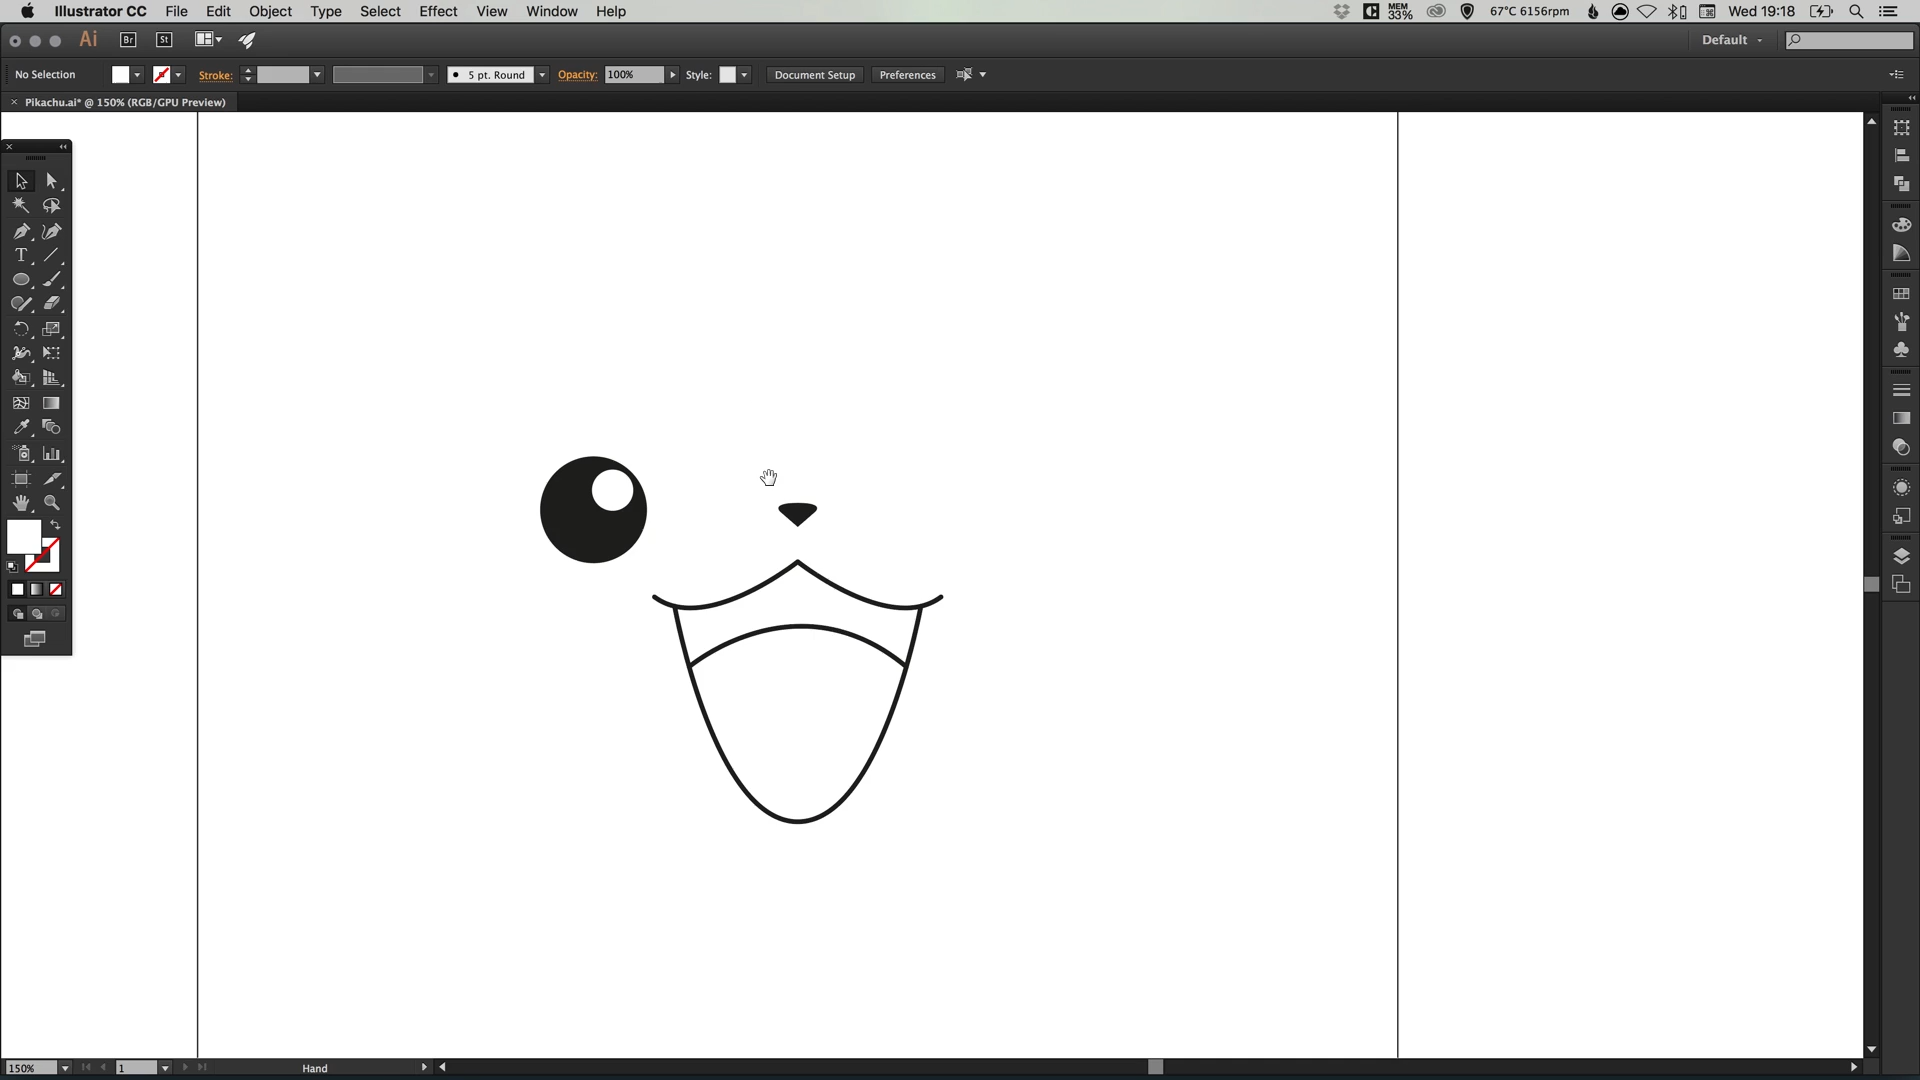 Illustrator CC File Edit Object Type Select Effect View Window Help MEM 33% 67°C 6156rpm Wed 19:18
Ai Br St Default
No Selection Stroke: 5 pt. Round Opacity: 100% Style: Document Setup Preferences
× Pikachu.ai* @ 150% (RGB/GPU Preview)
T
150% 1 Hand